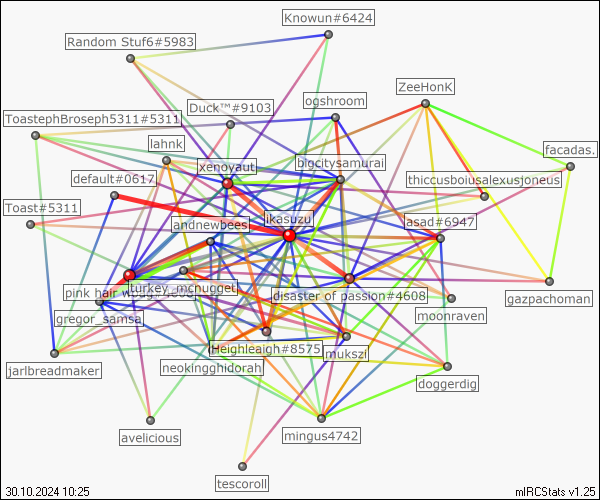 Knowun#6424
Random Stuf6#5983
ZeeHonK
ogshroom
Duck™#9103
ToastephBroseph5311#5311
lahnk
facadas.
xenoyaut
bigcitysamurai
default#0617
thiccusboiusalexusjoneus
Toast#5311
ikasuzu
andnewbees
asad#6947
pink hair
turkey_mcnugget
disaster of passion#4608
gazpachoman
gregor_samsa
moonraven
Heighleigh#8575
mukszi
jarlbreadmaker
neokingghidorah
doggerdig
avelicious
mingus4742
tescoroll
30.10.2024 10:25
mIRCStats v1.25